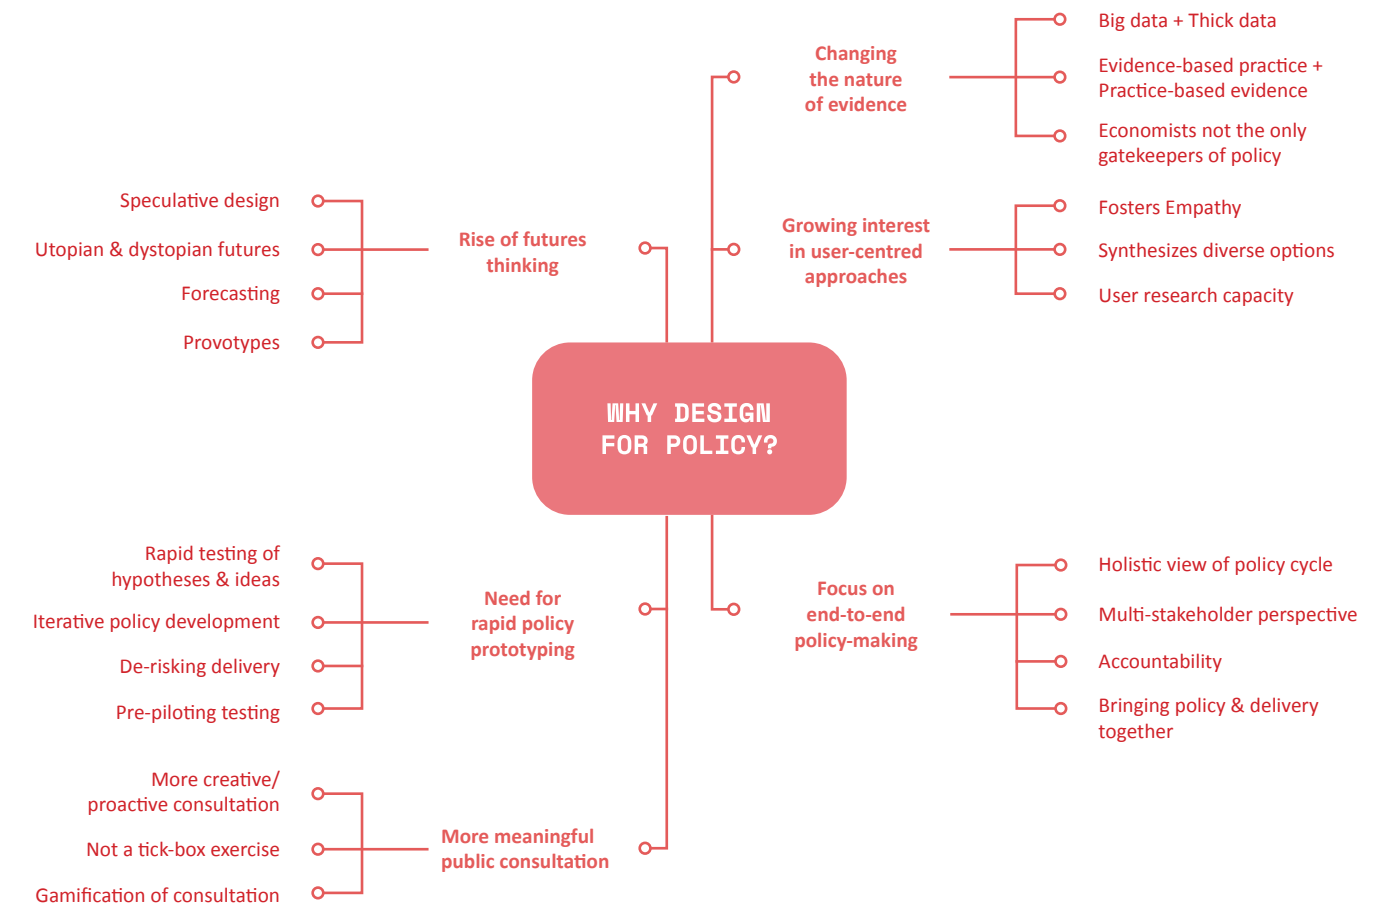 WHY DESIGN
FOR POLICY?
Changing
the nature
of evidence
Big data + Thick data
Evidence-based practice +
Practice-based evidence
Economists not the only
gatekeepers of policy
Growing interest
in user-centred
approaches
Fosters Empathy
Synthesizes diverse options
User research capacity
Focus on
end-to-end
policy-making
Holistic view of policy cycle
Multi-stakeholder perspective
Accountability
Bringing policy & delivery
together
Rise of futures
thinking
Speculative design
Utopian & dystopian futures
Forecasting
Provotypes
Need for
rapid policy
prototyping
Rapid testing of
hypotheses & ideas
Iterative policy development
De-risking delivery
Pre-piloting testing
More meaningful
public consultation
More creative/
proactive consultation
Not a tick-box exercise
Gamification of consultation